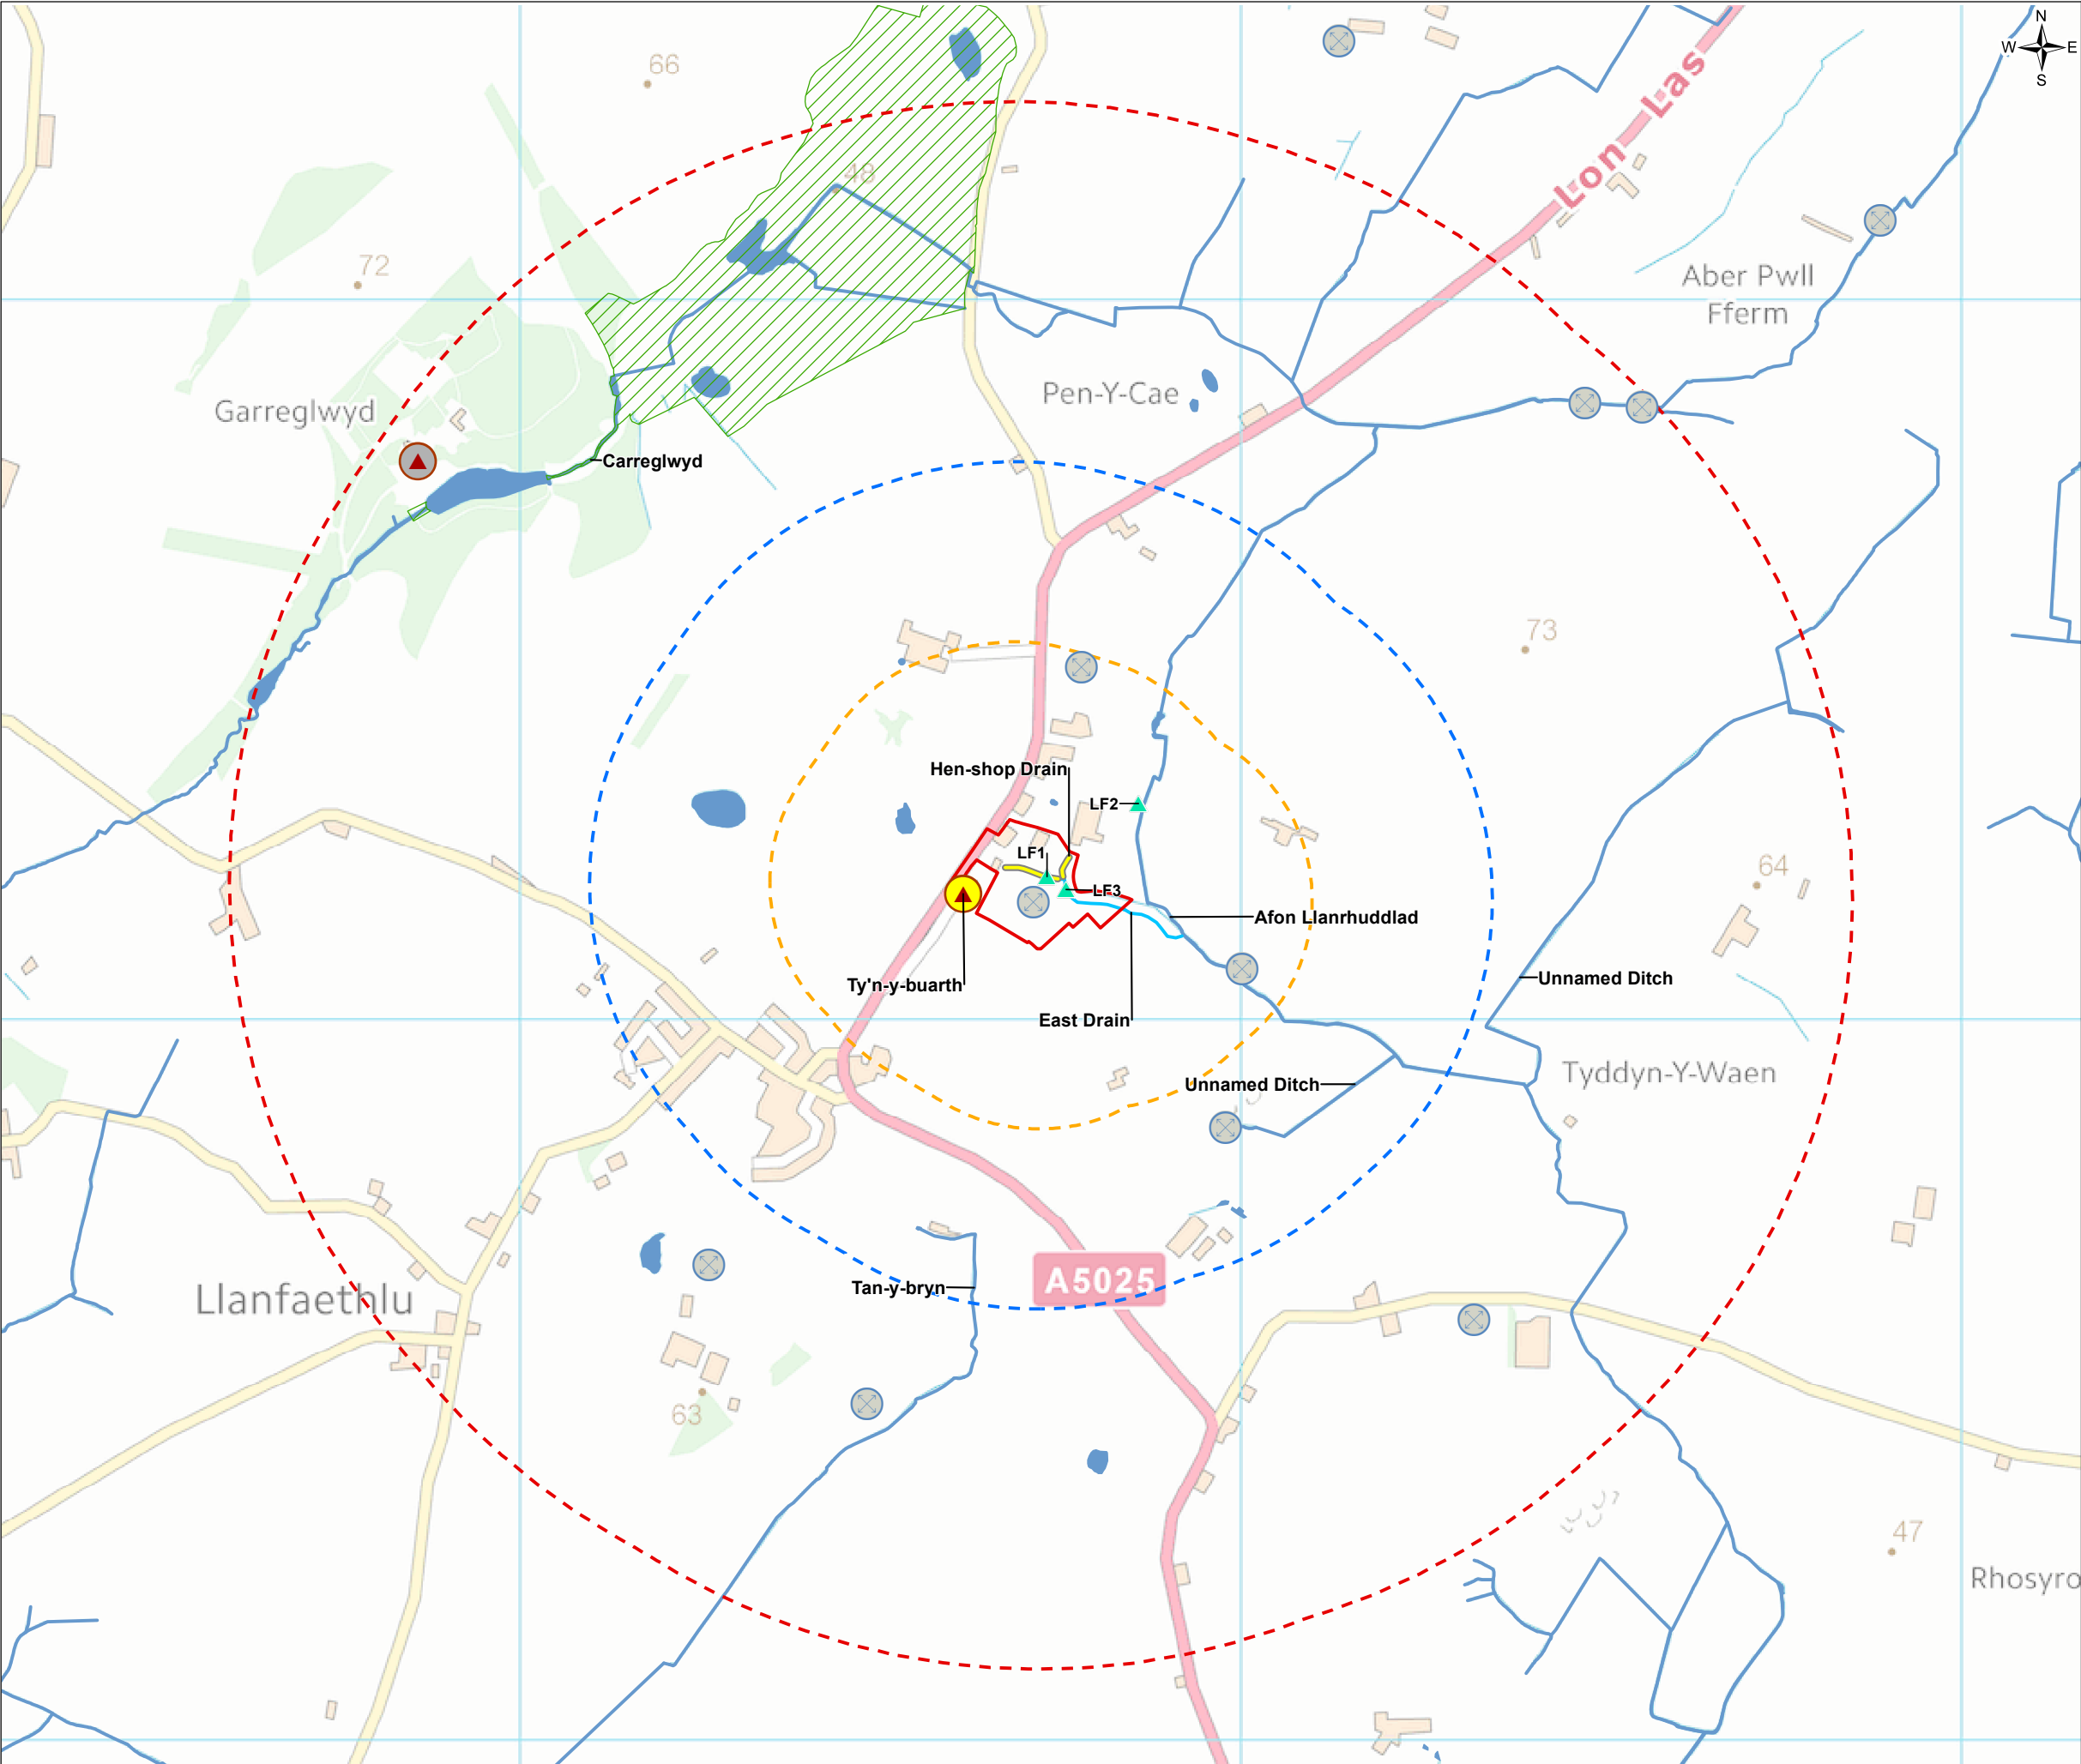 N
W E
S
66
Lon Las
48
72
Aber Pwll
Fferm
Pen-Y-Cae
Garreglwyd
Carreglwyd
73
Hen-shop Drain
LF2
LF1
64
LF3
Afon Llanrhuddlad
Unnamed Ditch
Ty'n-y-buarth
East Drain
Tyddyn-Y-Waen
Unnamed Ditch
A5025
Tan-y-bryn
Llanfaethlu
63
47
Rhosyro